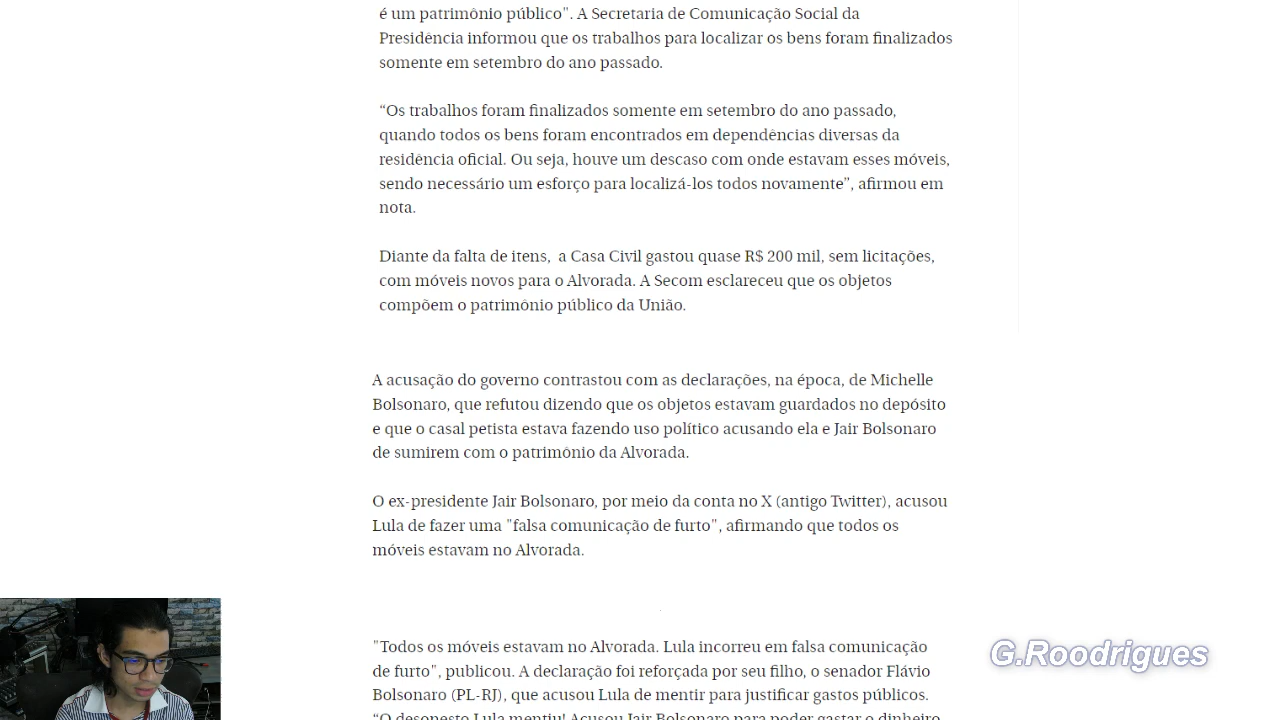 é um patrimônio público". A Secretaria de Comunicação Social da
Presidência informou que os trabalhos para localizar os bens foram finalizados
somente em setembro do ano passado.
“Os trabalhos foram finalizados somente em setembro do ano passado,
quando todos os bens foram encontrados em dependências diversas da
residência oficial. Ou seja, houve um descaso com onde estavam esses móveis,
sendo necessário um esforço para localizá-los todos novamente”, afirmou em
nota.
Diante da falta de itens,  a Casa Civil gastou quase R$ 200 mil, sem licitações,
com móveis novos para o Alvorada. A Secom esclareceu que os objetos
compõem o patrimônio público da União.
A acusação do governo contrastou com as declarações, na época, de Michelle
Bolsonaro, que refutou dizendo que os objetos estavam guardados no depósito
e que o casal petista estava fazendo uso político acusando ela e Jair Bolsonaro
de sumirem com o patrimônio da Alvorada.
O ex-presidente Jair Bolsonaro, por meio da conta no X (antigo Twitter), acusou
Lula de fazer uma "falsa comunicação de furto", afirmando que todos os
móveis estavam no Alvorada.
"Todos os móveis estavam no Alvorada. Lula incorreu em falsa comunicação
de furto", publicou. A declaração foi reforçada por seu filho, o senador Flávio
Bolsonaro (PL-RJ), que acusou Lula de mentir para justificar gastos públicos.
“O desonesto Lula mentiu! Acusou Jair Bolsonaro para poder gastar o dinheiro
G.Roodrigues